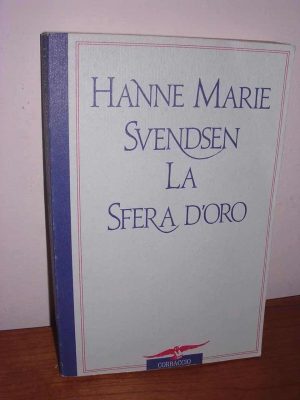 HANNE MARIE
SVENDSEN
LA
SFERA D'ORO
CORBACCIO